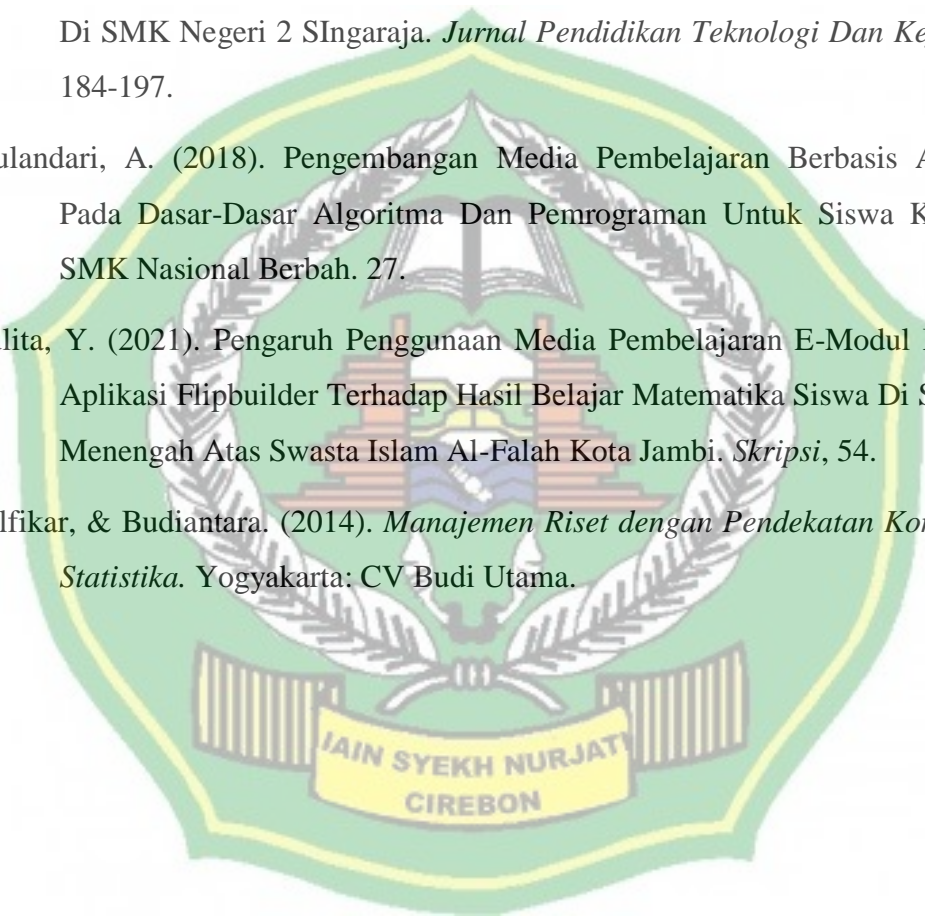 Di SMK Negeri 2 SIngaraja. Jurnal Pendidikan Teknologi Dan
184-197.
ulandari, A. (2018). Pengembangan Media Pembelajaran Berbasis A
Pada Dasar-Dasar Algoritma Dan Pemrograman Untuk Siswa K
SMK Nasional Berbah. 27.
lita, Y. (2021). Pengaruh Penggunaan Media Pembelajaran E-Modul
Aplikasi Flipbuilder Terhadap Hasil Belajar Matematika Siswa Di S
Menengah Atas Swasta Islam Al-Falah Kota Jambi. Skripsi, 54.
lfikar, & Budiantara. (2014). Manajemen Riset dengan Pendekatan
Statistika. Yogyakarta: CV Budi Utama.
IAIN SYEKH NURJATI
CIREBON